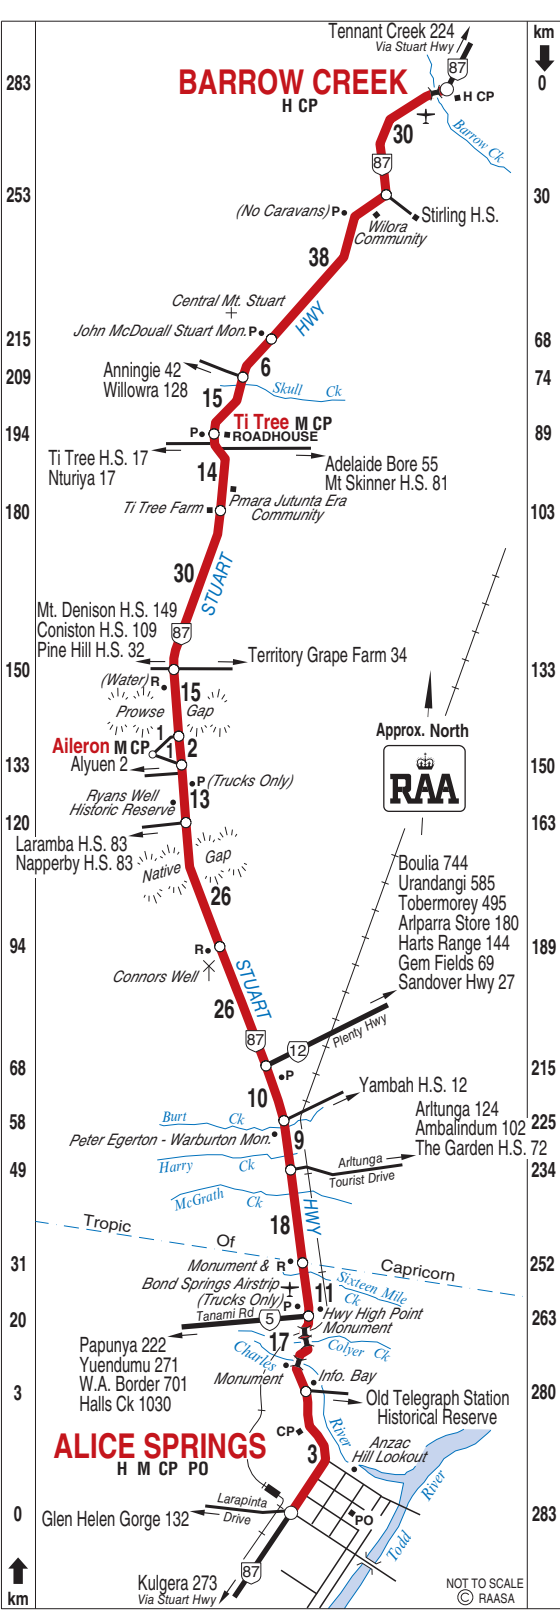 Tennant Creek 224
Via Stuart Hwy
km
87
283
BARROW CREEK
H CP
H CP
0
30
Barrow Ck
87
253
30
(No Caravans) P
Stirling H.S.
Wilora
Community
38
Central Mt. Stuart
HWY
John McDouall Stuart Mon. P
215
68
6
Anningie 42
Willowra 128
209
74
Skull Ck
15
Ti Tree M CP
194
P
ROADHOUSE
89
Ti Tree H.S. 17
Nturiya 17
Adelaide Bore 55
Mt Skinner H.S. 81
14
Pmara Jutunta Era
Community
Ti Tree Farm
180
103
30
STUART
Mt. Denison H.S. 149
Coniston H.S. 109
Pine Hill H.S. 32
87
Territory Grape Farm 34
150
133
(Water) R
15
Prowse Gap
Approx. North
1
Aileron M CP
1
2
Alyuen 2
133
150
P (Trucks Only)
RAA
Ryans Well
Historic Reserve
13
120
163
Laramba H.S. 83
Napperby H.S. 83
Native Gap
26
Boulia 744
Urandangi 585
Tobermorey 495
Arlparra Store 180
Harts Range 144
Gem Fields 69
Sandover Hwy 27
94
R
189
Connors Well
STUART
26
87
12
Plenty Hwy
68
215
P
10
Yambah H.S. 12
Burt Ck
58
225
Arltunga 124
Ambalindum 102
The Garden H.S. 72
Peter Egerton - Warburton Mon.
9
Harry Ck
49
Arltunga
Tourist Drive
234
McGrath Ck
18
HWY
Tropic Of Capricorn
31
Monument & R
252
Bond Springs Airstrip
11
Sixteen Mile
Ck
(Trucks Only)
P
20
Tanami Rd
5
Hwy High Point
Monument
263
Papunya 222
Yuendumu 271
W.A. Border 701
Halls Ck 1030
17
Colyer Ck
Charles
River
Monument
Info. Bay
3
280
Old Telegraph Station
Historical Reserve
CP
ALICE SPRINGS
H M CP PO
3
Anzac
Hill Lookout
Todd
River
Larapinta
Drive
PO
0
283
Glen Helen Gorge 132
87
Kulgera 273
Via Stuart Hwy
km
NOT TO SCALE
© RAASA